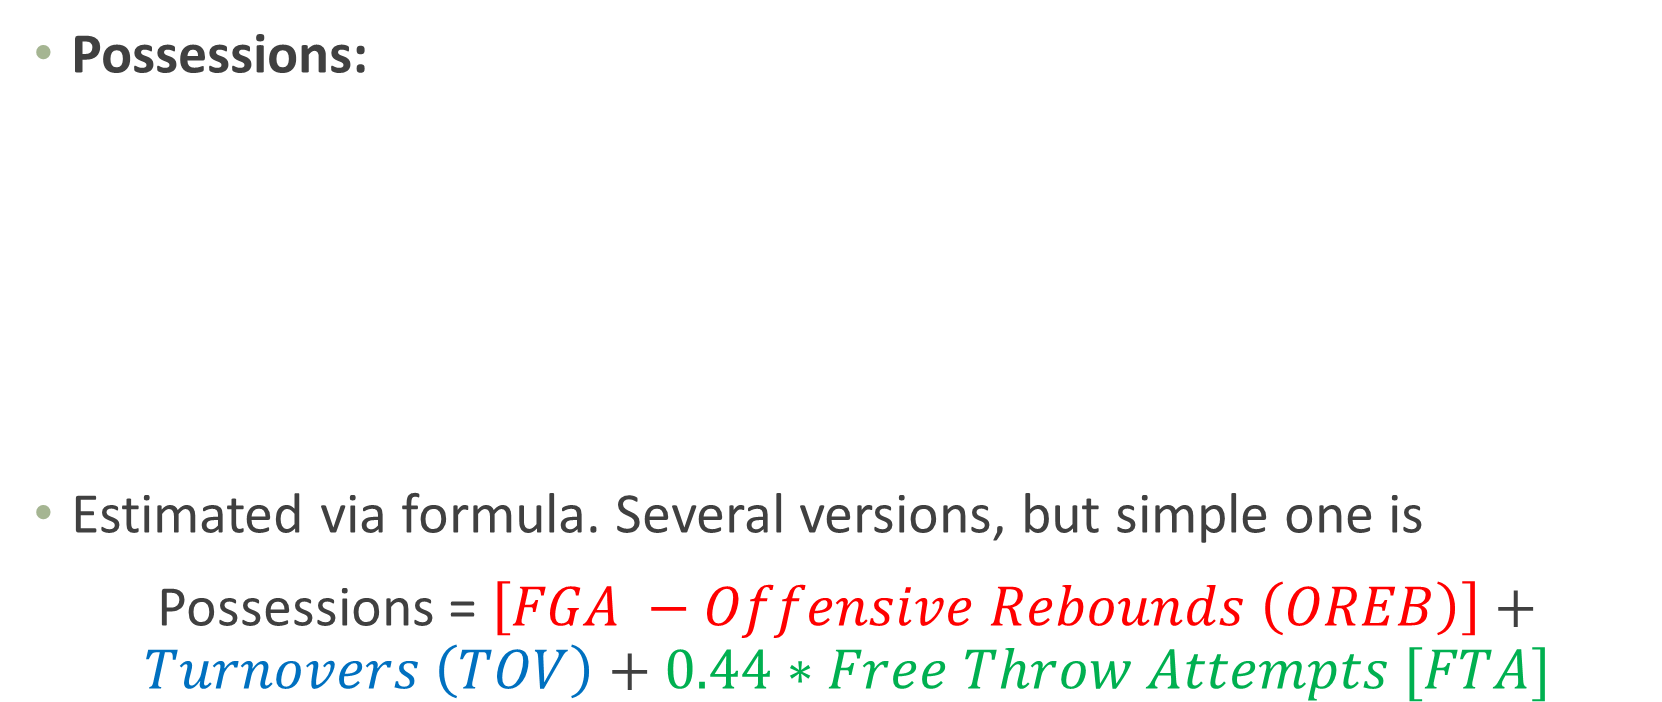 • Possessions:
• Estimated via formula. Several versions, but simple one is
Possessions = [FGA − Offensive Rebounds (OREB)] +
Turnovers (TOV) + 0.44 ∗ Free Throw Attempts [FTA]